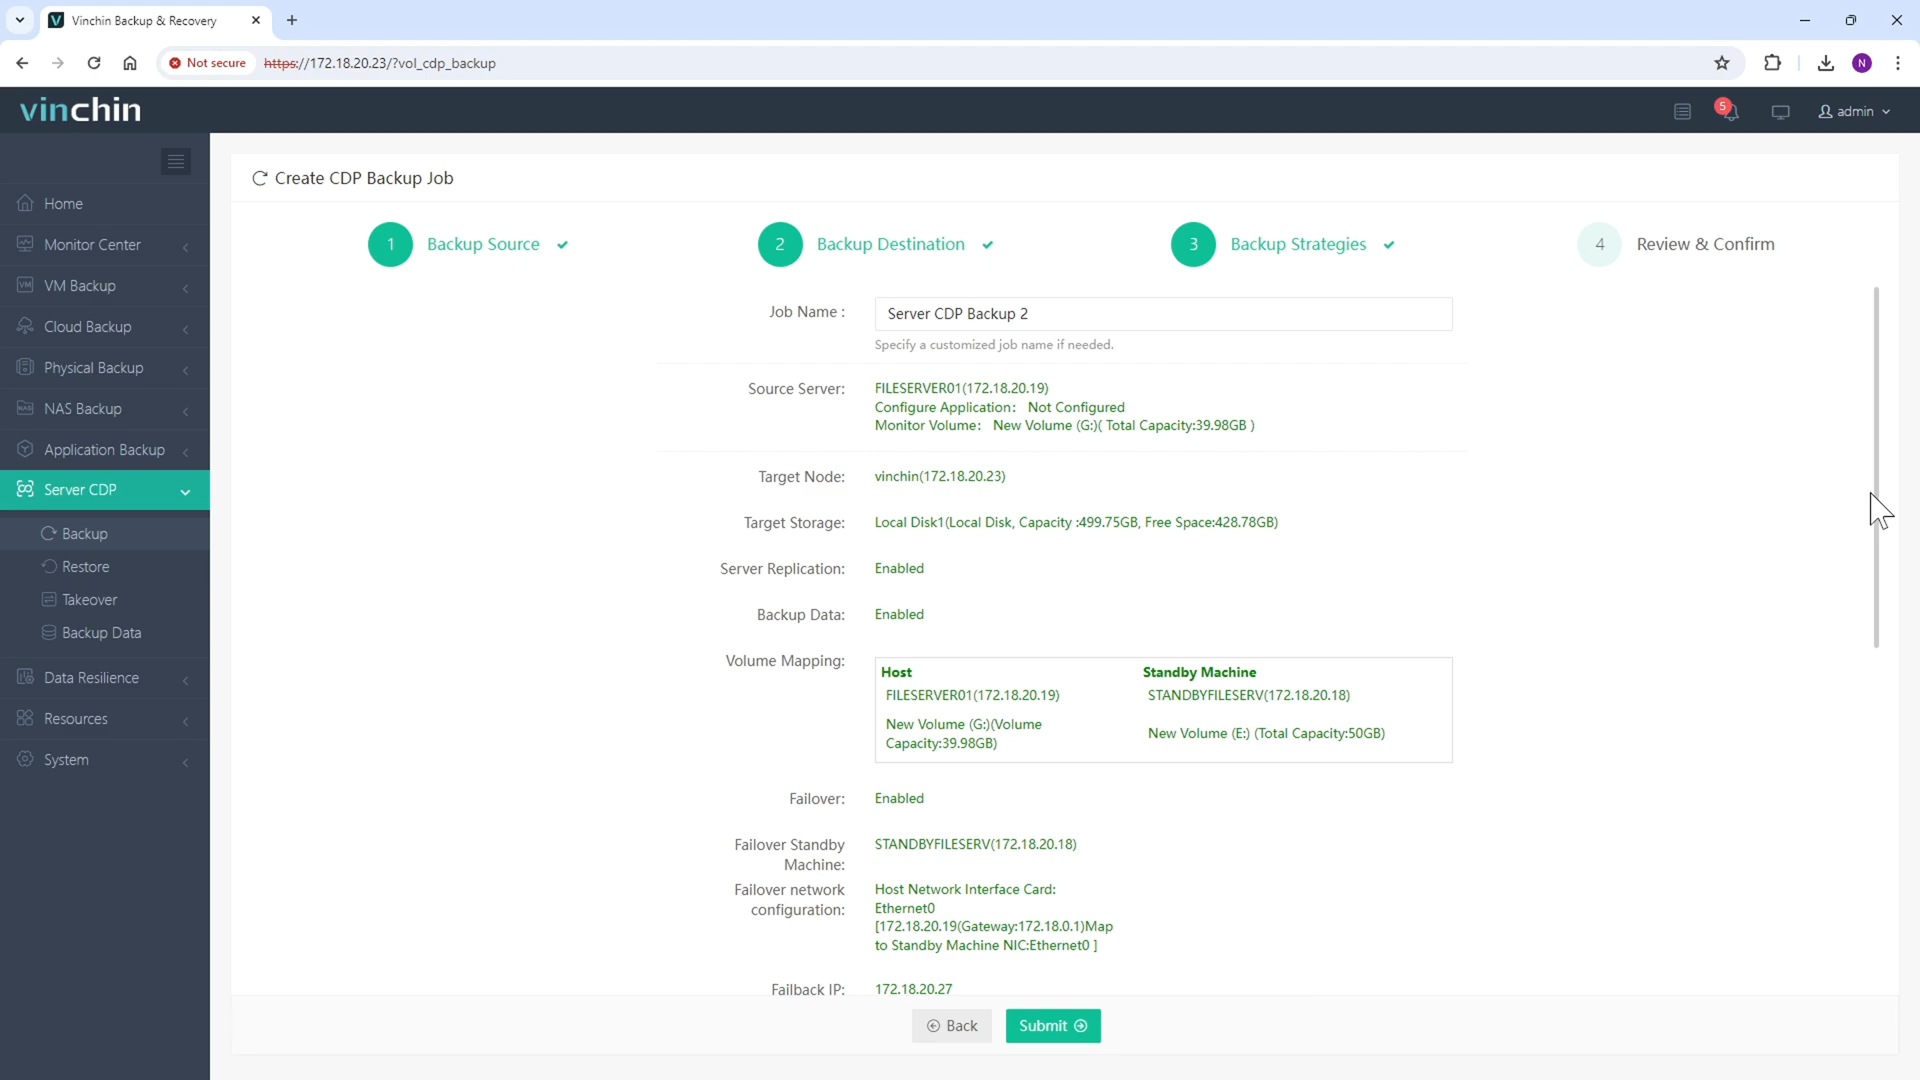 Vinchin Backup & Recovery
Not secure
https://172.18.20.23/?vol_cdp_backup
N
vinchin
5
admin
Home
Monitor Center
VM Backup
Cloud Backup
Physical Backup
NAS Backup
Application Backup
Server CDP
Backup
Restore
Takeover
Backup Data
Data Resilience
Resources
System
Create CDP Backup Job
1 Backup Source
2 Backup Destination
3 Backup Strategies
4 Review & Confirm
Job Name : Server CDP Backup 2
Specify a customized job name if needed.
Source Server: FILESERVER01(172.18.20.19)
Configure Application: Not Configured
Monitor Volume: New Volume (G:)( Total Capacity:39.98GB )
Target Node: vinchin(172.18.20.23)
Target Storage: Local Disk1(Local Disk, Capacity :499.75GB, Free Space:428.78GB)
Server Replication: Enabled
Backup Data: Enabled
Volume Mapping:
Host Standby Machine
FILESERVER01(172.18.20.19) STANDBYFILESERV(172.18.20.18)
New Volume (G:)(Volume
Capacity:39.98GB) New Volume (E:) (Total Capacity:50GB)
Failover: Enabled
Failover Standby
Machine: STANDBYFILESERV(172.18.20.18)
Failover network
configuration: Host Network Interface Card:
Ethernet0
[172.18.20.19(Gateway:172.18.0.1)Map
to Standby Machine NIC:Ethernet0 ]
Failback IP: 172.18.20.27
Back
Submit